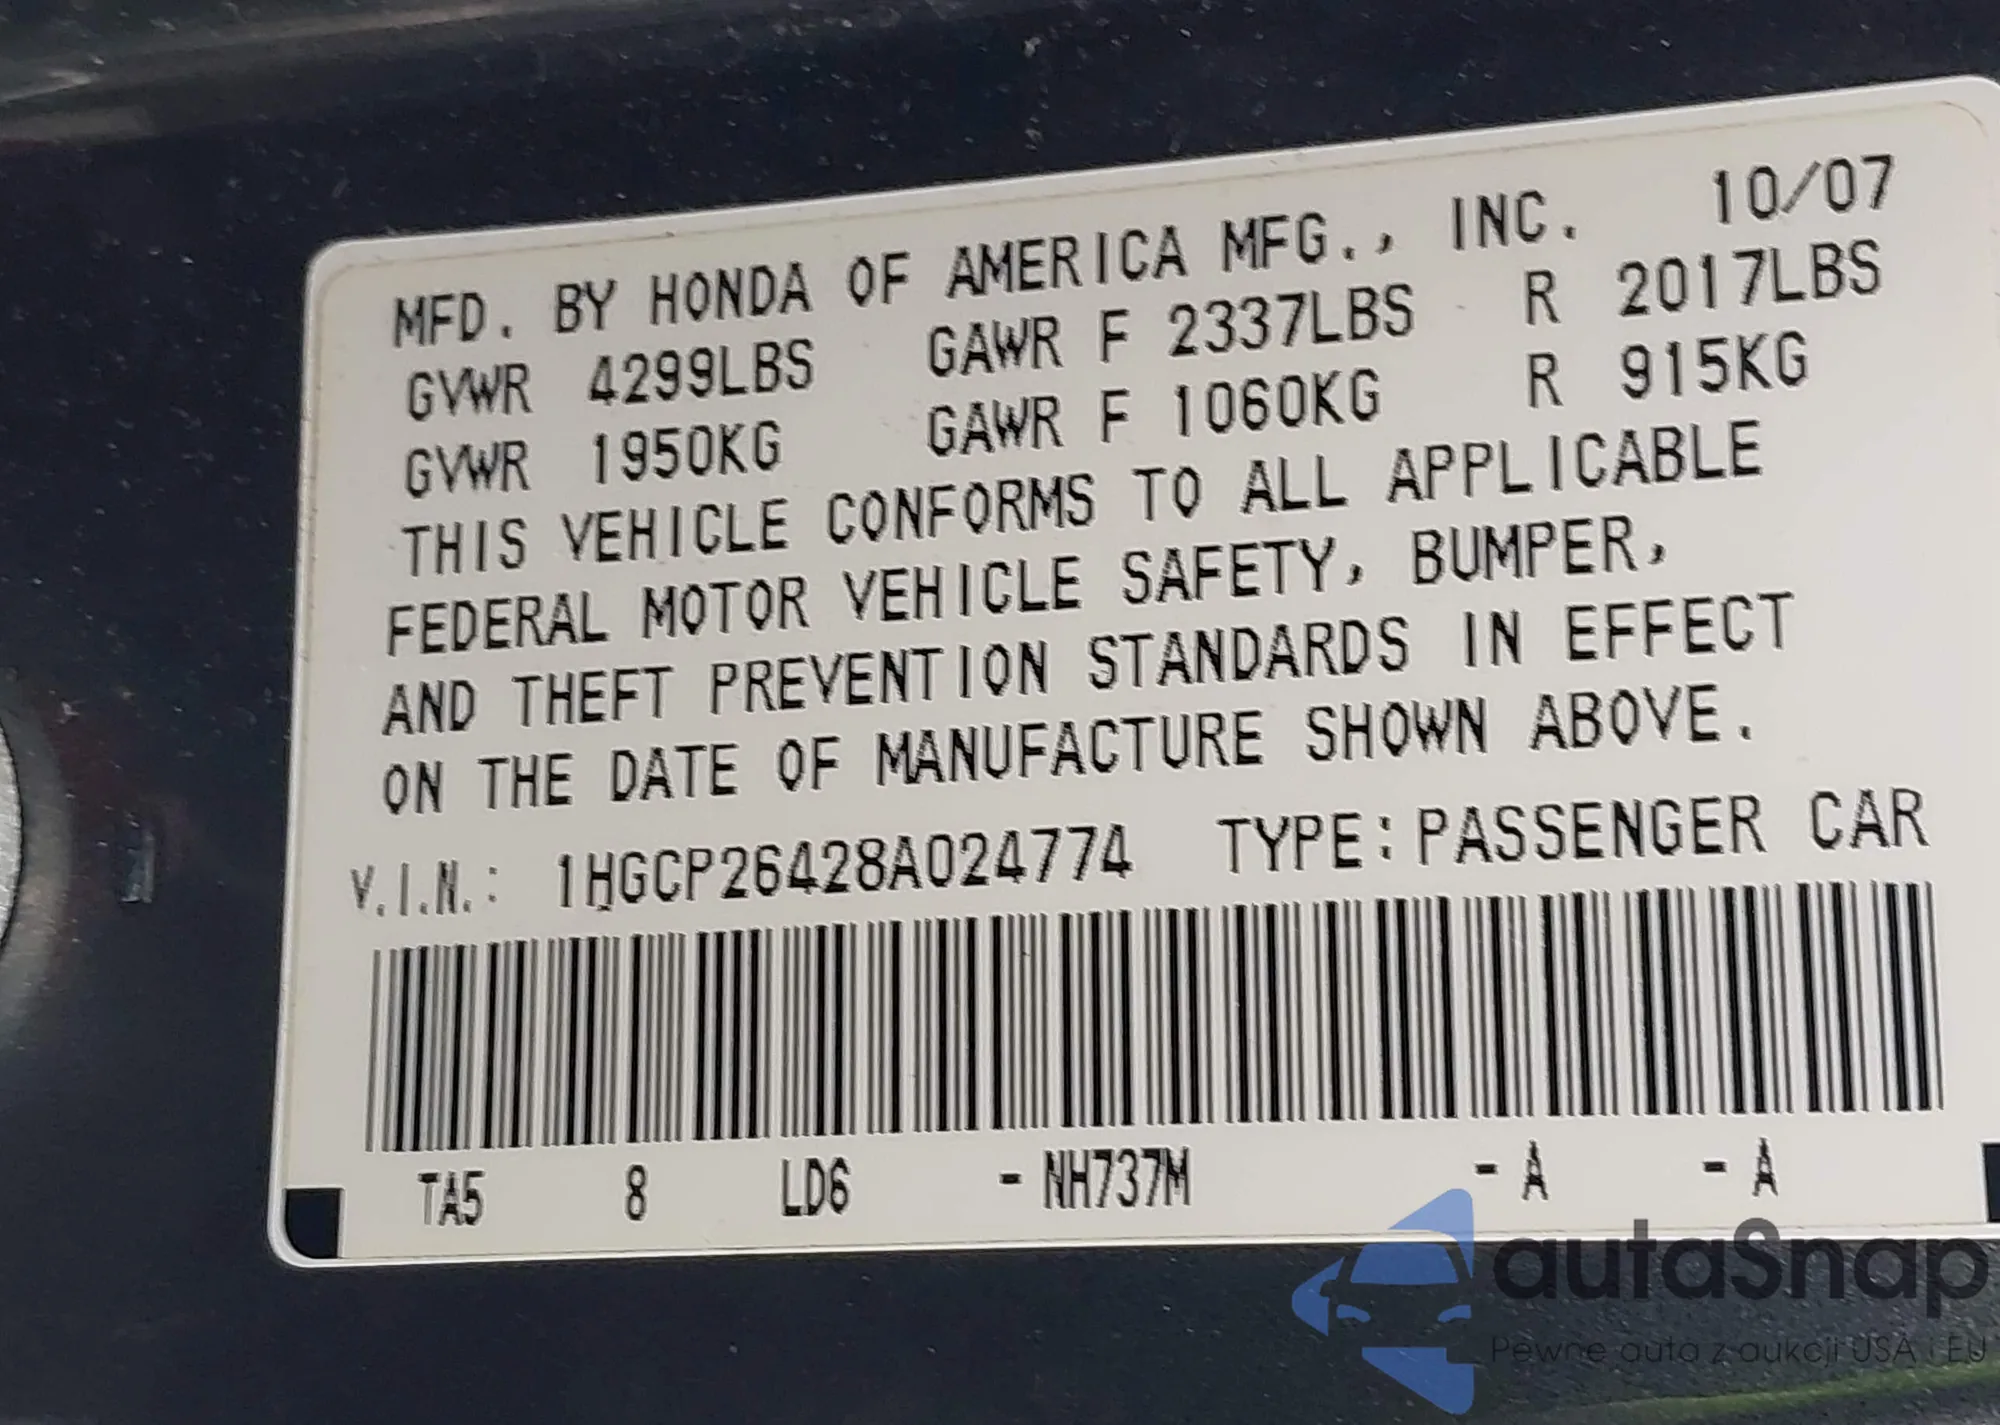 MFD. BY HONDA OF AMERICA MFG., INC. 10/07
GVWR 4299LBS GAWR F 2337LBS R 2017LBS
GVWR 1950KG GAWR F 1060KG R 915KG
THIS VEHICLE CONFORMS TO ALL APPLICABLE
FEDERAL MOTOR VEHICLE SAFETY, BUMPER,
AND THEFT PREVENTION STANDARDS IN EFFECT
ON THE DATE OF MANUFACTURE SHOWN ABOVE.
V.I.N.: 1HGCP26428A024774 TYPE:PASSENGER CAR
TA5 8 LD6 - NH737M - A - A
autaSnap
Pewne auta z aukcji USA i EU